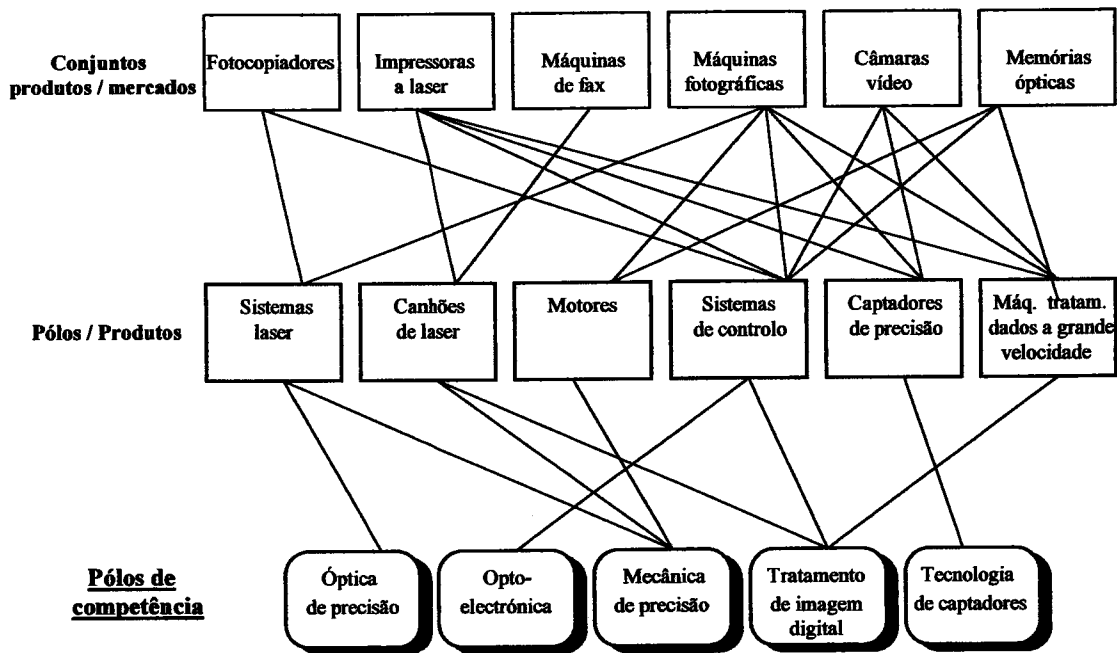 Conjuntos
produtos / mercados
Fotocopiadores
Impressoras
a laser
Máquinas
de fax
Máquinas
fotográficas
Câmaras
vídeo
Memórias
ópticas
Pólos / Produtos
Sistemas
laser
Canhões
de laser
Motores
Sistemas
de controlo
Captadores
de precisão
Máq. tratam.
dados a grande
velocidade
Pólos de
competência
Óptica
de precisão
Opto-
electrónica
Mecânica
de precisão
Tratamento
de imagem
digital
Tecnologia
de captadores